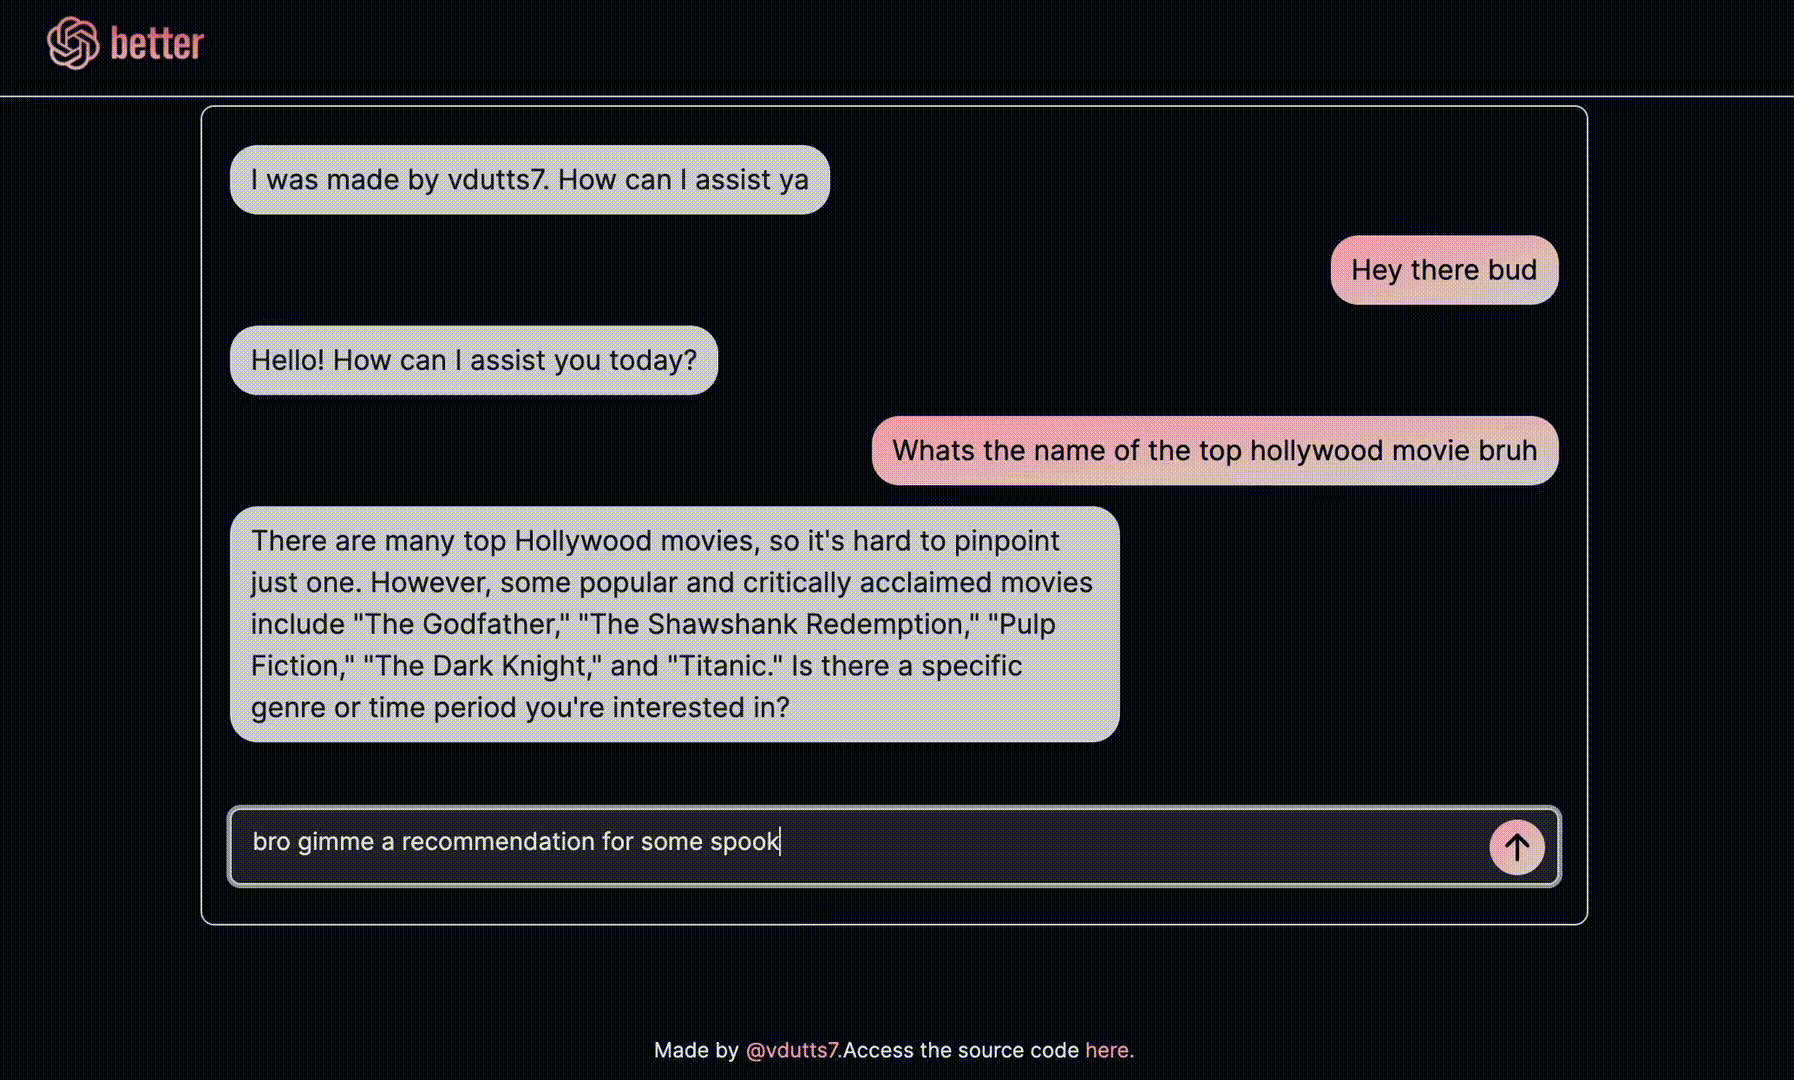 better
I was made by vdutts7. How can I assist ya
Hey there bud
Hello! How can I assist you today?
Whats the name of the top hollywood movie bruh
There are many top Hollywood movies, so it's hard to pinpoint
just one. However, some popular and critically acclaimed movies
include "The Godfather," "The Shawshank Redemption," "Pulp
Fiction," "The Dark Knight," and "Titanic." Is there a specific
genre or time period you're interested in?
bro gimme a recommendation for some spook
Made by @vdutts7.Access the source code here.